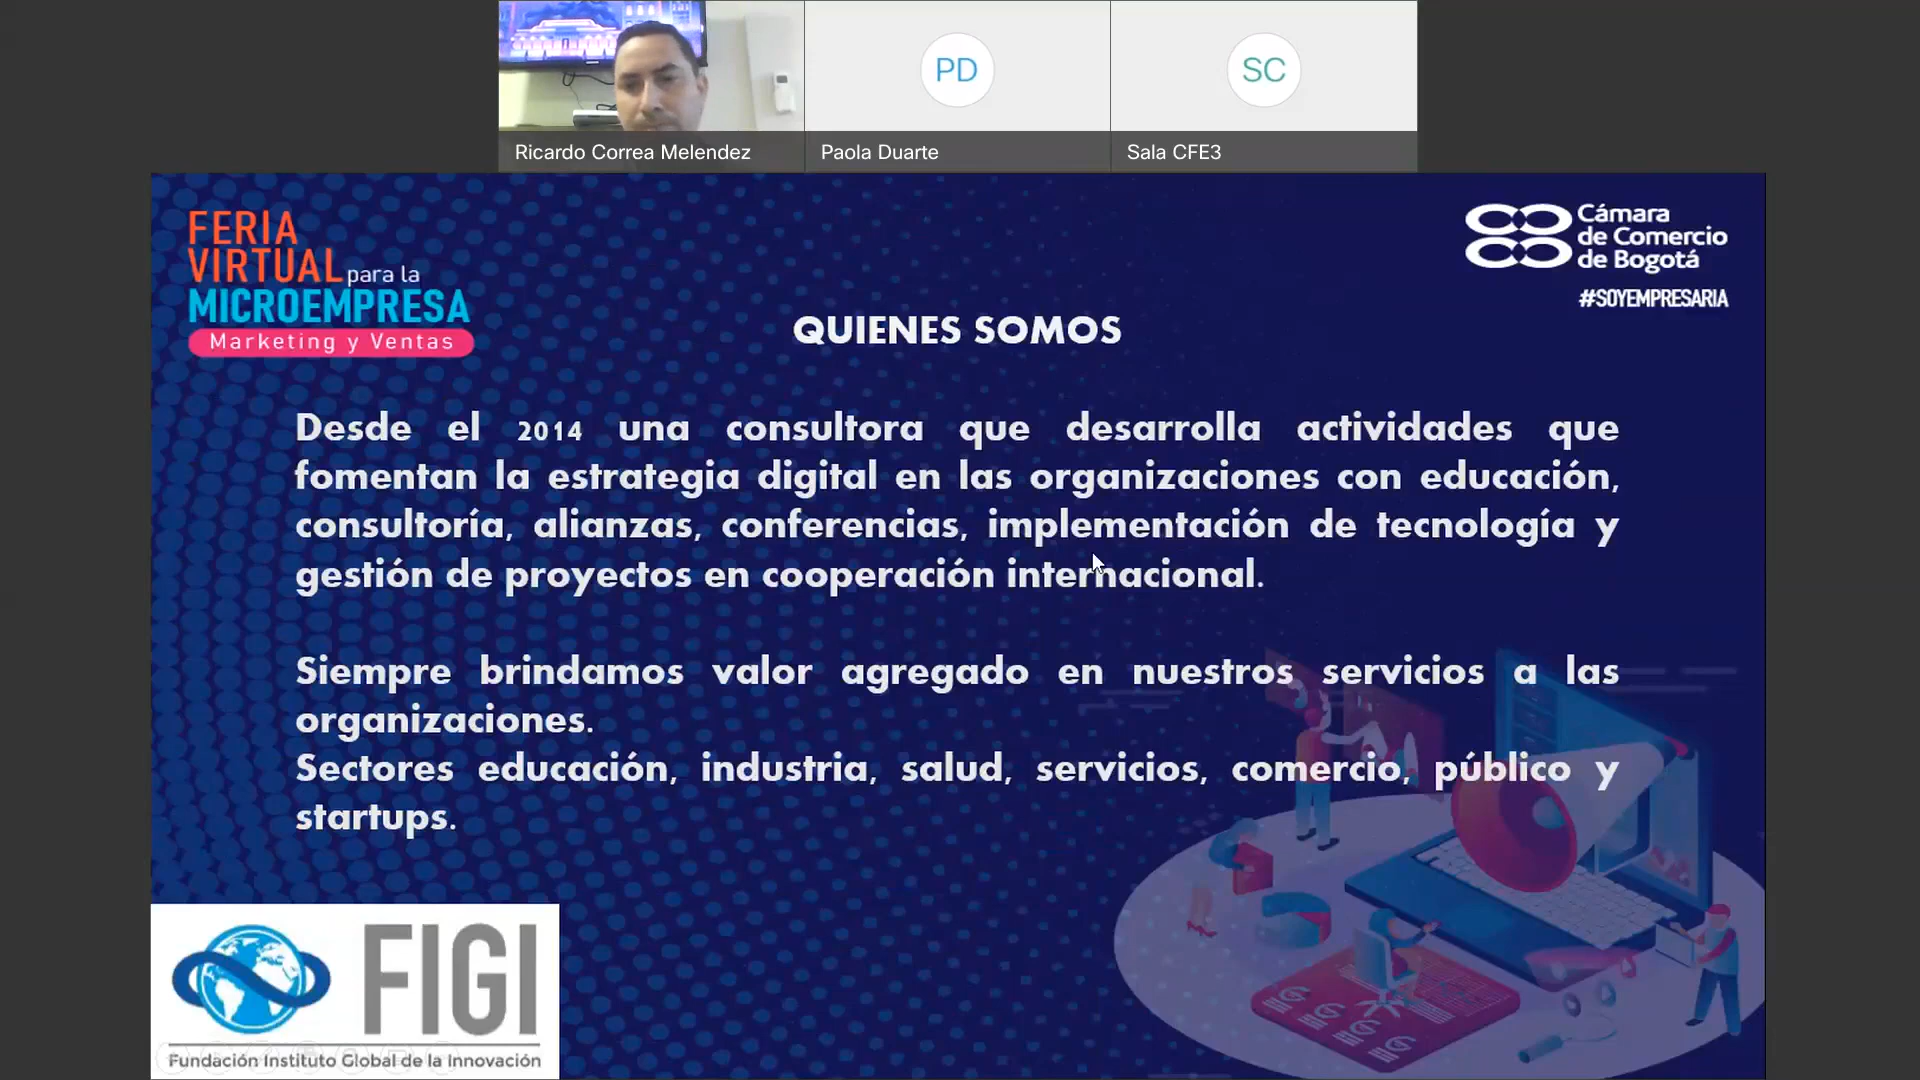 PD
SC
Ricardo Correa Melendez
Paola Duarte
Sala CFE3
FERIA
VIRTUAL para la
MICROEMPRESA
Marketing y Ventas
Cámara
de Comercio
de Bogotá
#SOYEMPRESARIA
QUIENES SOMOS
Desde el 2014 una consultora que desarrolla actividades que
fomentan la estrategia digital en las organizaciones con educación,
consultoría, alianzas, conferencias, implementación de tecnología y
gestión de proyectos en cooperación internacional.
Siempre brindamos valor agregado en nuestros servicios a las
organizaciones.
Sectores educación, industria, salud, servicios, comercio, público y
startups.
FIGI
Fundación Instituto Global de la Innovación